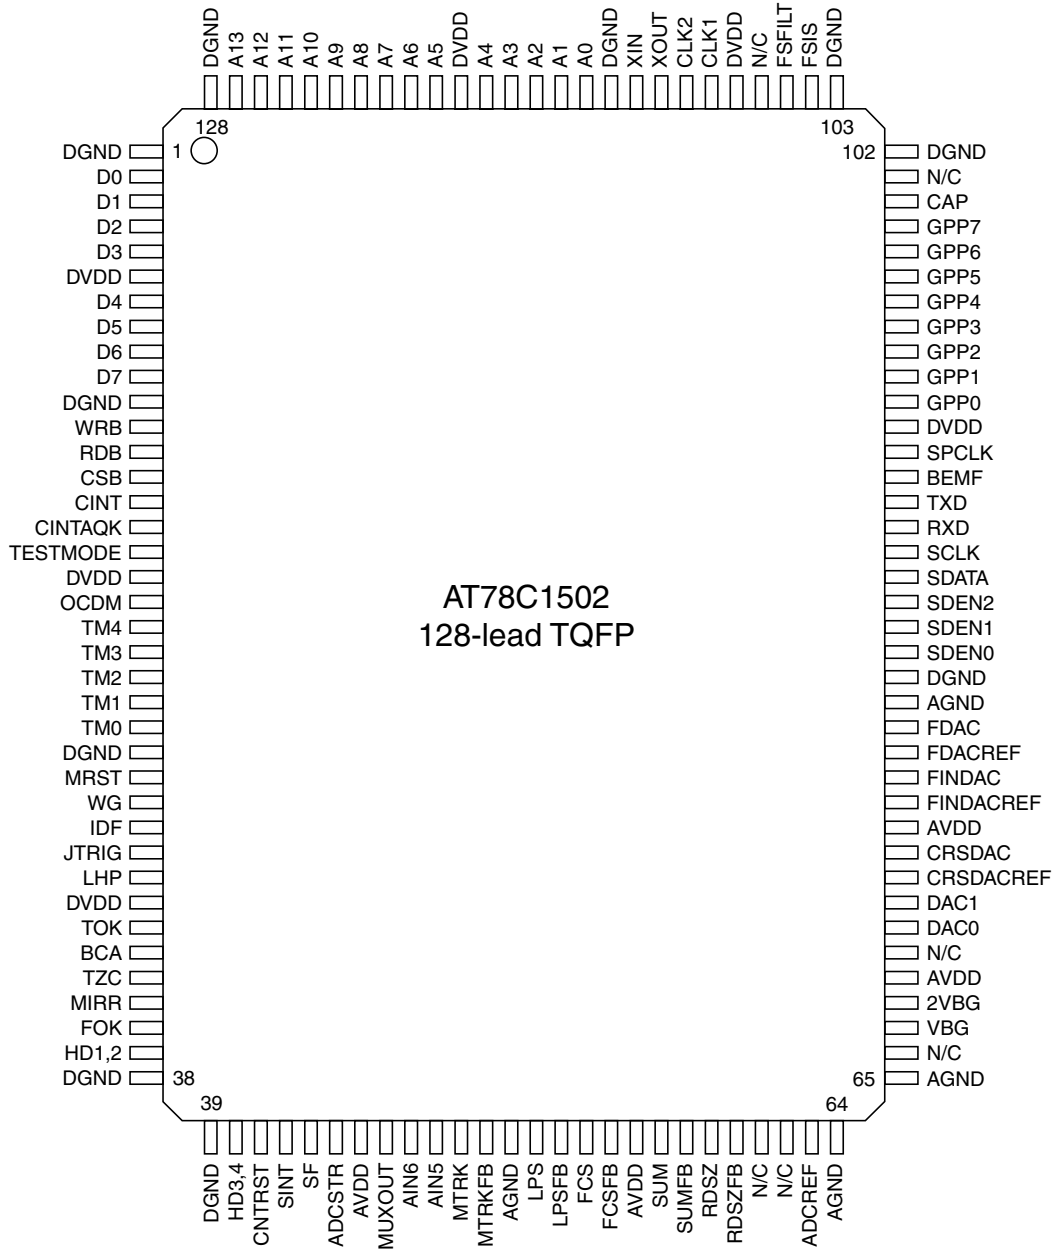 DGND
A13
A12
A11
A10
A9
A8
A7
A6
A5
DVDD
A4
A3
A2
A1
A0
DGND
XIN
XOUT
CLK2
CLK1
DVDD
N/C
FSFILT
FSIS
DGND
128
103
DGND
1
102
DGND
D0
N/C
D1
CAP
D2
GPP7
D3
GPP6
DVDD
GPP5
D4
GPP4
D5
GPP3
D6
GPP2
D7
GPP1
DGND
GPP0
WRB
DVDD
RDB
SPCLK
CSB
BEMF
CINT
TXD
CINTAQK
RXD
TESTMODE
SCLK
DVDD
SDATA
OCDM
AT78C1502
SDEN2
TM4
128-lead TQFP
SDEN1
TM3
SDEN0
TM2
DGND
TM1
AGND
TM0
FDAC
DGND
FDACREF
MRST
FINDAC
WG
FINDACREF
IDF
AVDD
JTRIG
CRSDAC
LHP
CRSDACREF
DVDD
DAC1
TOK
DAC0
BCA
N/C
TZC
AVDD
MIRR
2VBG
FOK
VBG
HD1,2
N/C
DGND
38
65
AGND
39
64
DGND
HD3,4
CNTRST
SINT
SF
ADCSTR
AVDD
MUXOUT
AIN6
AIN5
MTRK
MTRKFB
AGND
LPS
LPSFB
FCS
FCSFB
AVDD
SUM
SUMFB
RDSZ
RDSZFB
N/C
N/C
ADCREF
AGND